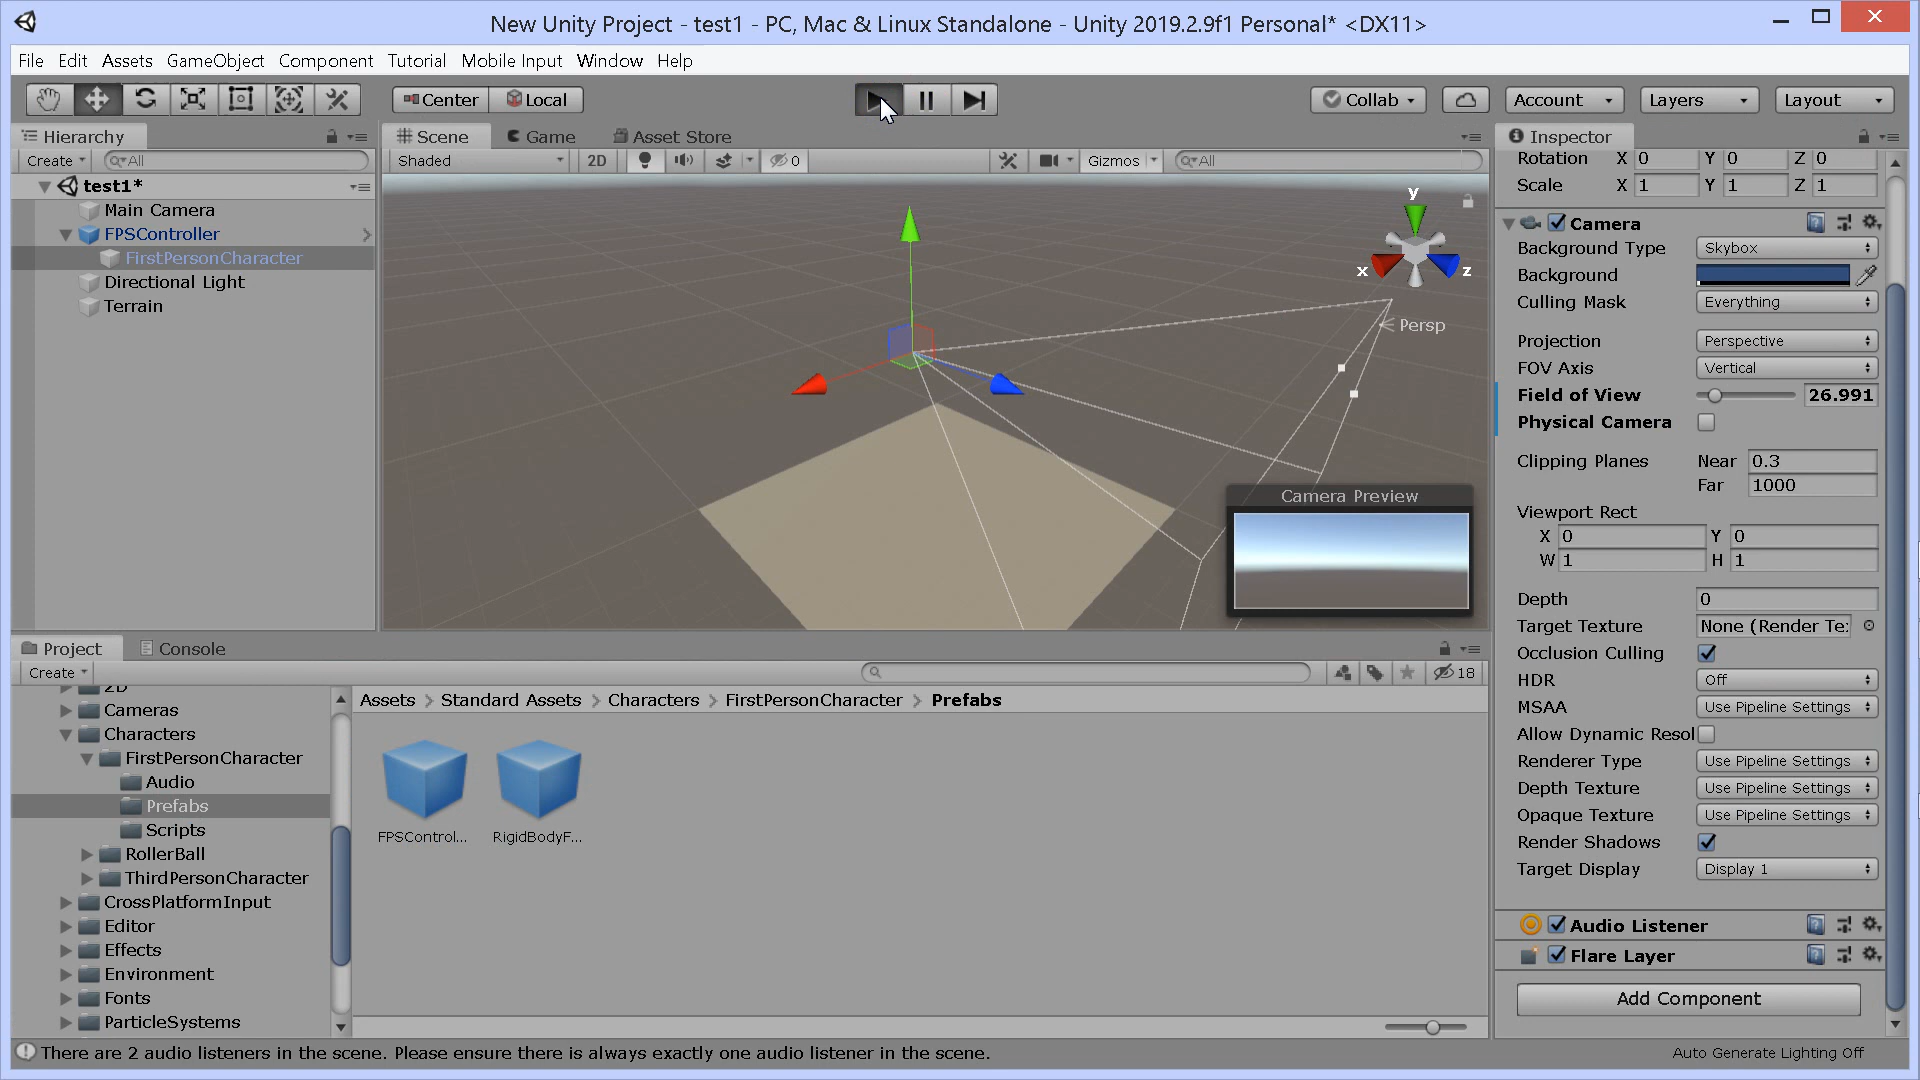 New Unity Project - test1 - PC, Mac & Linux Standalone - Unity 2019.2.9f1 Personal* <DX11>
File Edit Assets GameObject Component Tutorial Mobile Input Window Help
Center Local Collab Account Layers Layout
Hierarchy
Create All
test1*
Main Camera
FPSController
FirstPersonCharacter
Directional Light
Terrain
Scene Game Asset Store
Shaded 2D 0 Gizmos All
y
x z
Persp
Camera Preview
Inspector
Rotation X 0 Y 0 Z 0
Scale X 1 Y 1 Z 1
Camera
Background Type Skybox
Background
Culling Mask Everything
Projection Perspective
FOV Axis Vertical
Field of View 26.991
Physical Camera
Clipping Planes Near 0.3
Far 1000
Viewport Rect
X 0 Y 0
W 1 H 1
Depth 0
Target Texture None (Render Te:
Occlusion Culling
HDR Off
MSAA Use Pipeline Settings
Allow Dynamic Resol
Renderer Type Use Pipeline Settings
Depth Texture Use Pipeline Settings
Opaque Texture Use Pipeline Settings
Render Shadows
Target Display Display 1
Audio Listener
Flare Layer
Add Component
Project Console
Create 18
2D
Cameras
Characters
FirstPersonCharacter
Audio
Prefabs
Scripts
RollerBall
ThirdPersonCharacter
CrossPlatformInput
Editor
Effects
Environment
Fonts
ParticleSystems
Assets > Standard Assets > Characters > FirstPersonCharacter > Prefabs
FPSControl... RigidBodyF...
There are 2 audio listeners in the scene. Please ensure there is always exactly one audio listener in the scene.
Auto Generate Lighting Off